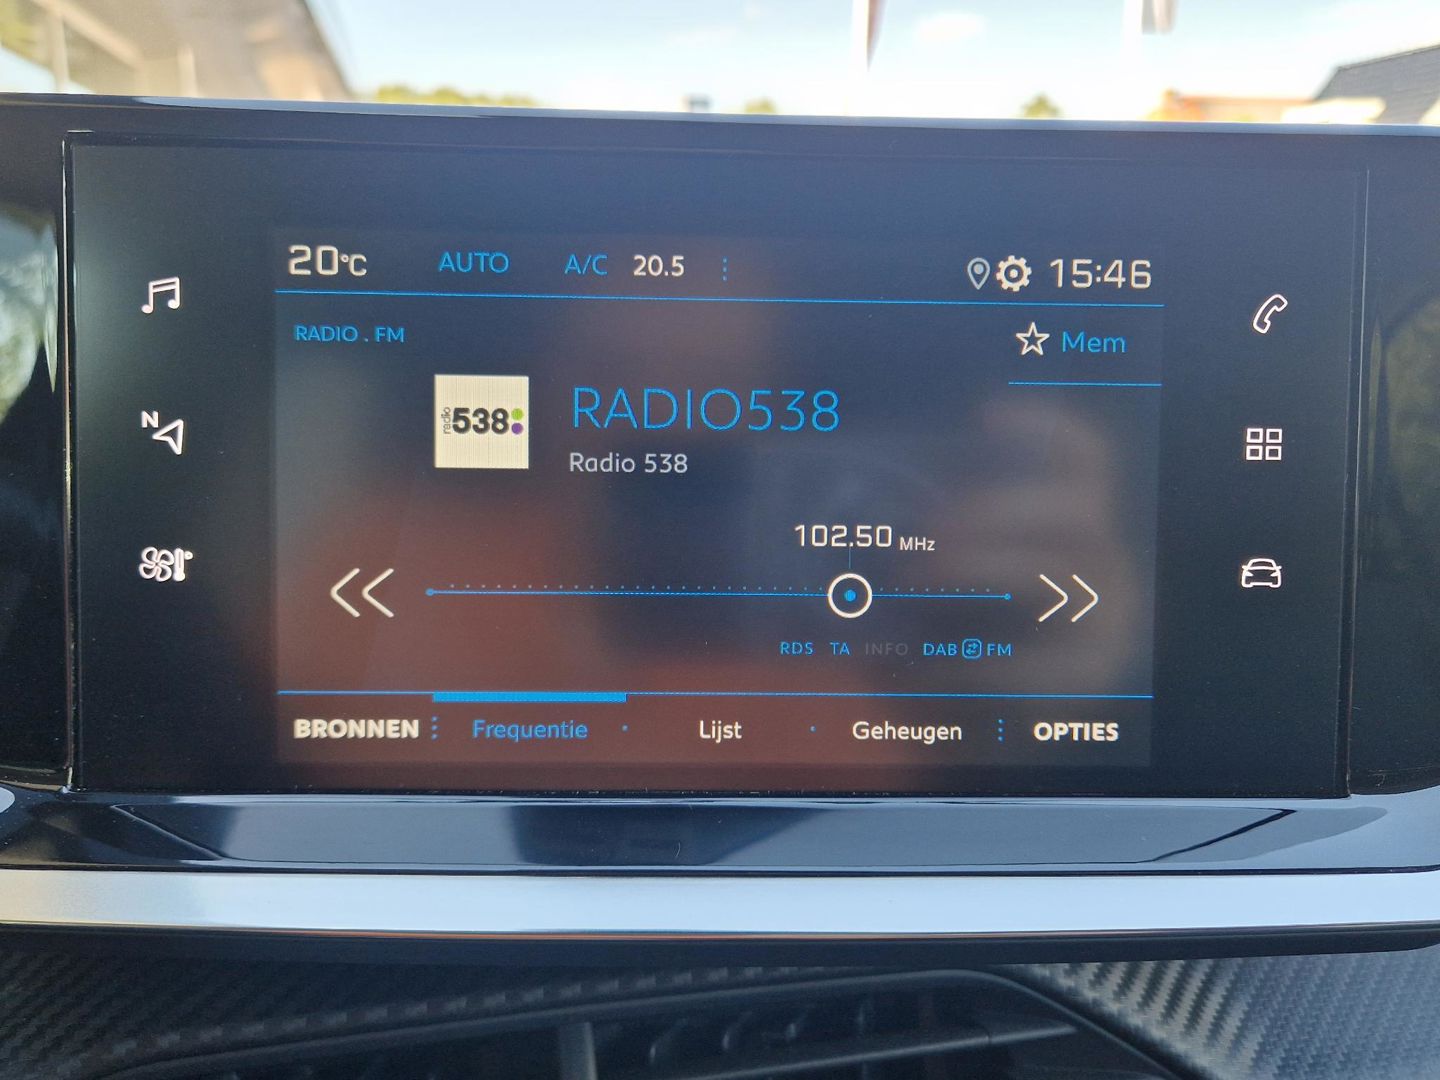 20°C AUTO A/C 20.5 15:46
RADIO . FM
Mem
radio 538
RADIO538
Radio 538
N
102.50 MHz
RDS TA INFO DAB FM
BRONNEN Frequentie Lijst Geheugen OPTIES